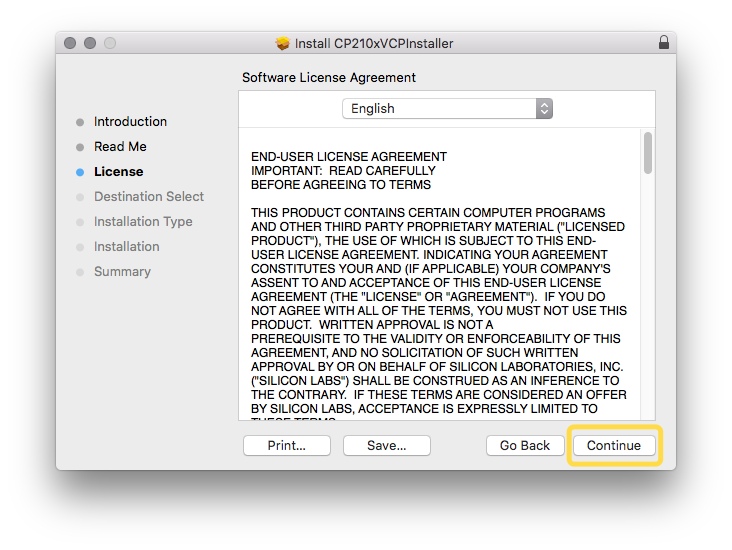 Install CP210xVCPInstaller
Software License Agreement
English
Introduction
Read Me
License
Destination Select
Installation Type
Installation
Summary
END-USER LICENSE AGREEMENT
IMPORTANT:  READ CAREFULLY
BEFORE AGREEING TO TERMS
THIS PRODUCT CONTAINS CERTAIN COMPUTER PROGRAMS
AND OTHER THIRD PARTY PROPRIETARY MATERIAL ("LICENSED
PRODUCT"), THE USE OF WHICH IS SUBJECT TO THIS END-
USER LICENSE AGREEMENT. INDICATING YOUR AGREEMENT
CONSTITUTES YOUR AND (IF APPLICABLE) YOUR COMPANY'S
ASSENT TO AND ACCEPTANCE OF THIS END-USER LICENSE
AGREEMENT (THE "LICENSE" OR "AGREEMENT").  IF YOU DO
NOT AGREE WITH ALL OF THE TERMS, YOU MUST NOT USE THIS
PRODUCT.  WRITTEN APPROVAL IS NOT A
PREREQUISITE TO THE VALIDITY OR ENFORCEABILITY OF THIS
AGREEMENT, AND NO SOLICITATION OF SUCH WRITTEN
APPROVAL BY OR ON BEHALF OF SILICON LABORATORIES, INC.
("SILICON LABS") SHALL BE CONSTRUED AS AN INFERENCE TO
THE CONTRARY.  IF THESE TERMS ARE CONSIDERED AN OFFER
BY SILICON LABS, ACCEPTANCE IS EXPRESSLY LIMITED TO
THESE TERMS
Print...
Save...
Go Back
Continue